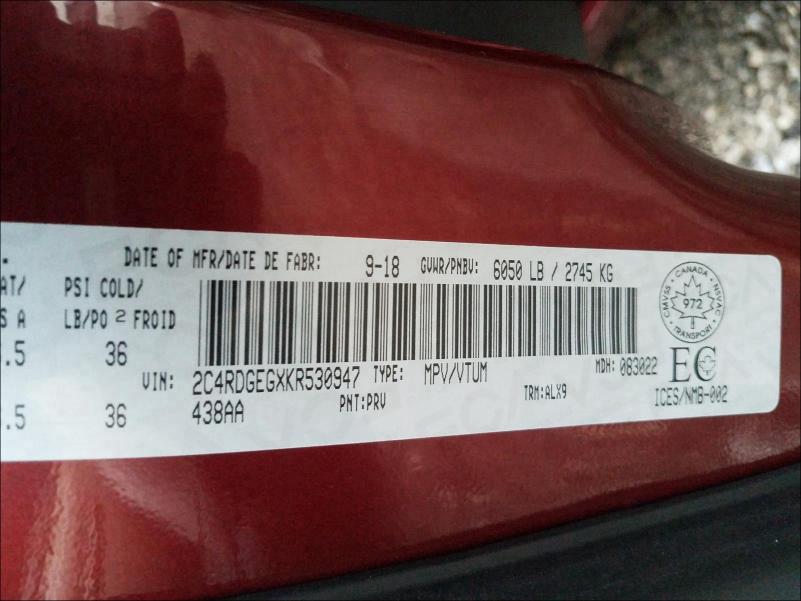 DATE OF MFR/DATE DE FABR: 9-18 GVWR/PNBV: 6050 LB / 2745 KG
AT/ PSI COLD/
S A LB/PO 2 FROID
.5 36
VIN: 2C4RDGEGXKR530947 TYPE: MPV/VTUM MDH: 083022
.5 36 438AA PNT:PRV TRM:ALX9
CMVSS CANADA NSVAC
972
TRANSPORT
EC
ICES/NMB-002